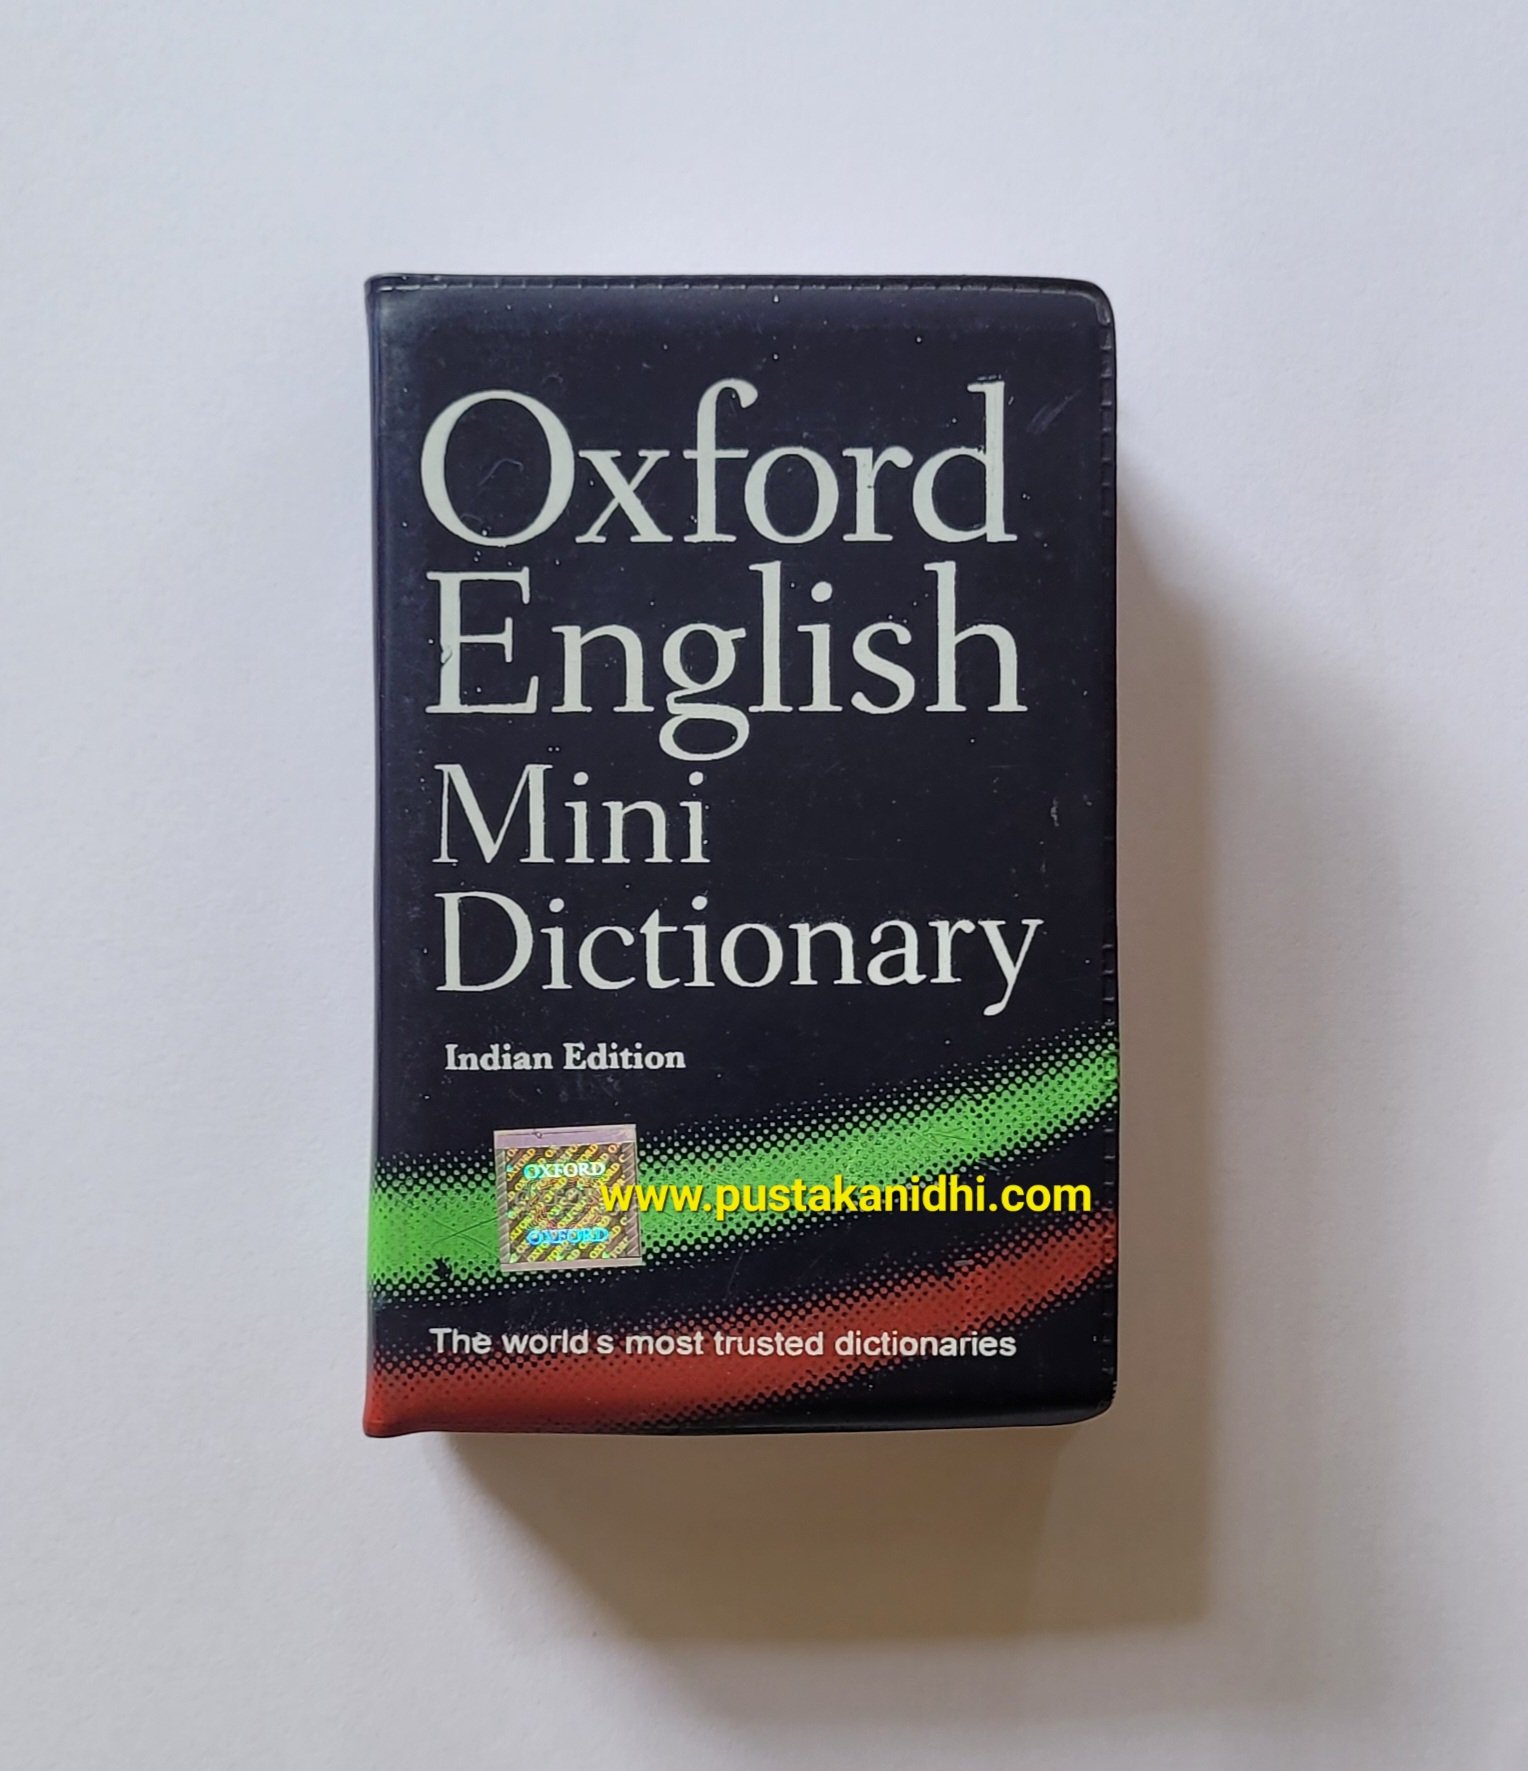 Oxford
English
Mini
Dictionary
Indian Edition
OXFORD
www.pustakanidhi.com
OXFORD
The world s most trusted dictionaries